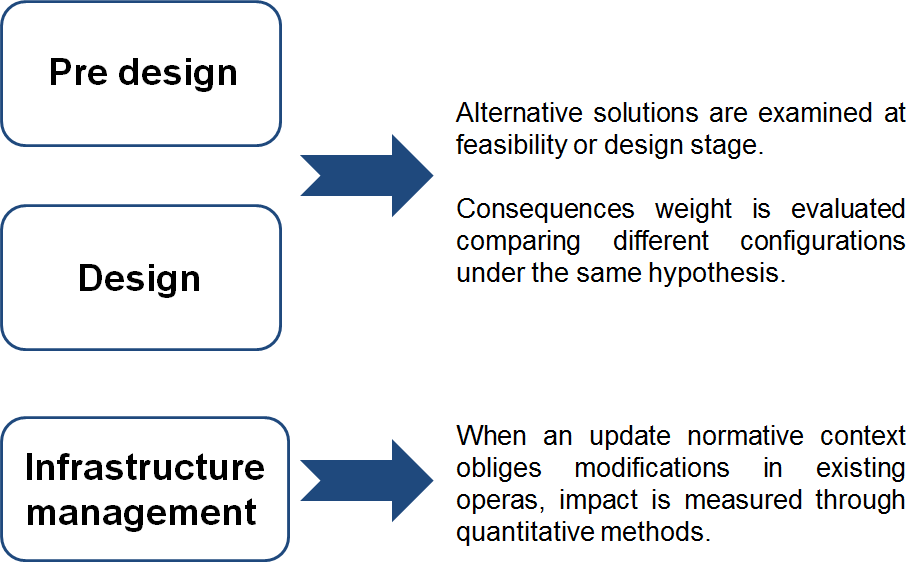 Pre design
Alternative solutions are examined at
feasibility or design stage.
Consequences weight is evaluated
comparing different configurations
under the same hypothesis.
Design
Infrastructure
management
When an update normative context
obliges modifications in existing
operas, impact is measured through
quantitative methods.